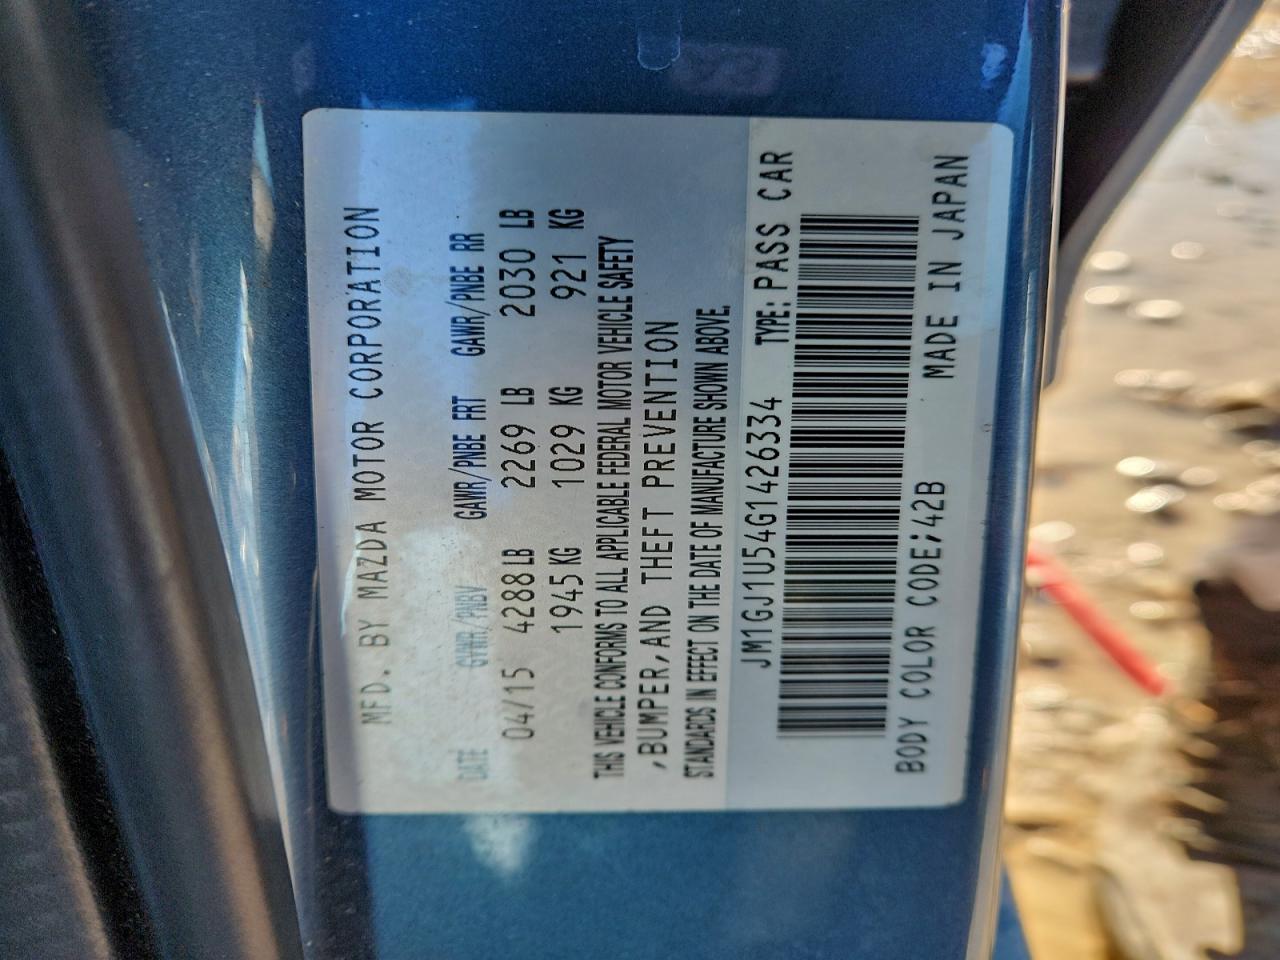 MFD. BY MAZDA MOTOR CORPORATION
DATE GVWR/PNBV GAWR/PNBE FRT GAWR/PNBE RR
04/15 4288 LB 2269 LB 2030 LB
1945 KG 1029 KG 921 KG
THIS VEHICLE CONFORMS TO ALL APPLICABLE FEDERAL MOTOR VEHICLE SAFETY
,BUMPER,AND THEFT PREVENTION
STANDARDS IN EFFECT ON THE DATE OF MANUFACTURE SHOWN ABOVE.
JM1GJ1U54G1426334 TYPE: PASS CAR
BODY COLOR CODE;42B MADE IN JAPAN